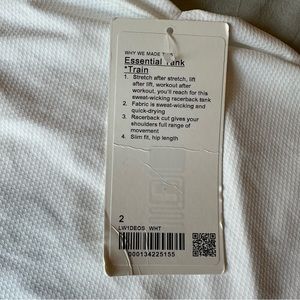 WHY WE MADE THIS
Essential Tank
*Train
1. Stretch after stretch, lift
after lift, workout after
workout, you'll reach for this
sweat-wicking racerback tank
2. Fabric is sweat-wicking and
quick-drying
3. Racerback cut gives your
shoulders full range of
movement
4. Slim fit, hip length
2
LW1DEOS WHT
000134225155